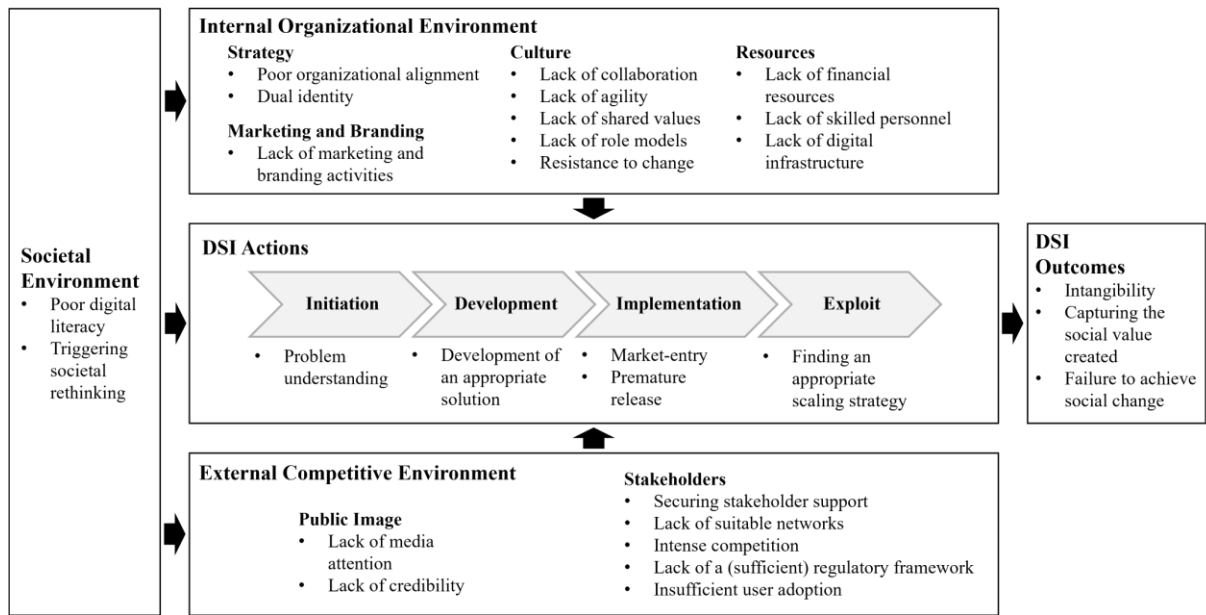 Societal
Environment
• Poor digital
literacy
• Triggering
societal
rethinking
Internal Organizational Environment
Strategy
• Poor organizational alignment
• Dual identity
Marketing and Branding
• Lack of marketing and
branding activities
Culture
• Lack of collaboration
• Lack of agility
• Lack of shared values
• Lack of role models
• Resistance to change
Resources
• Lack of financial
resources
• Lack of skilled personnel
• Lack of digital
infrastructure
DSI Actions
Initiation
• Problem
understanding
Development
• Development of
an appropriate
solution
Implementation
• Market-entry
• Premature
release
Exploit
• Finding an
appropriate
scaling strategy
External Competitive Environment
Public Image
• Lack of media
attention
• Lack of credibility
Stakeholders
• Securing stakeholder support
• Lack of suitable networks
• Intense competition
• Lack of a (sufficient) regulatory framework
• Insufficient user adoption
DSI
Outcomes
• Intangibility
• Capturing the
social value
created
• Failure to achieve
social change